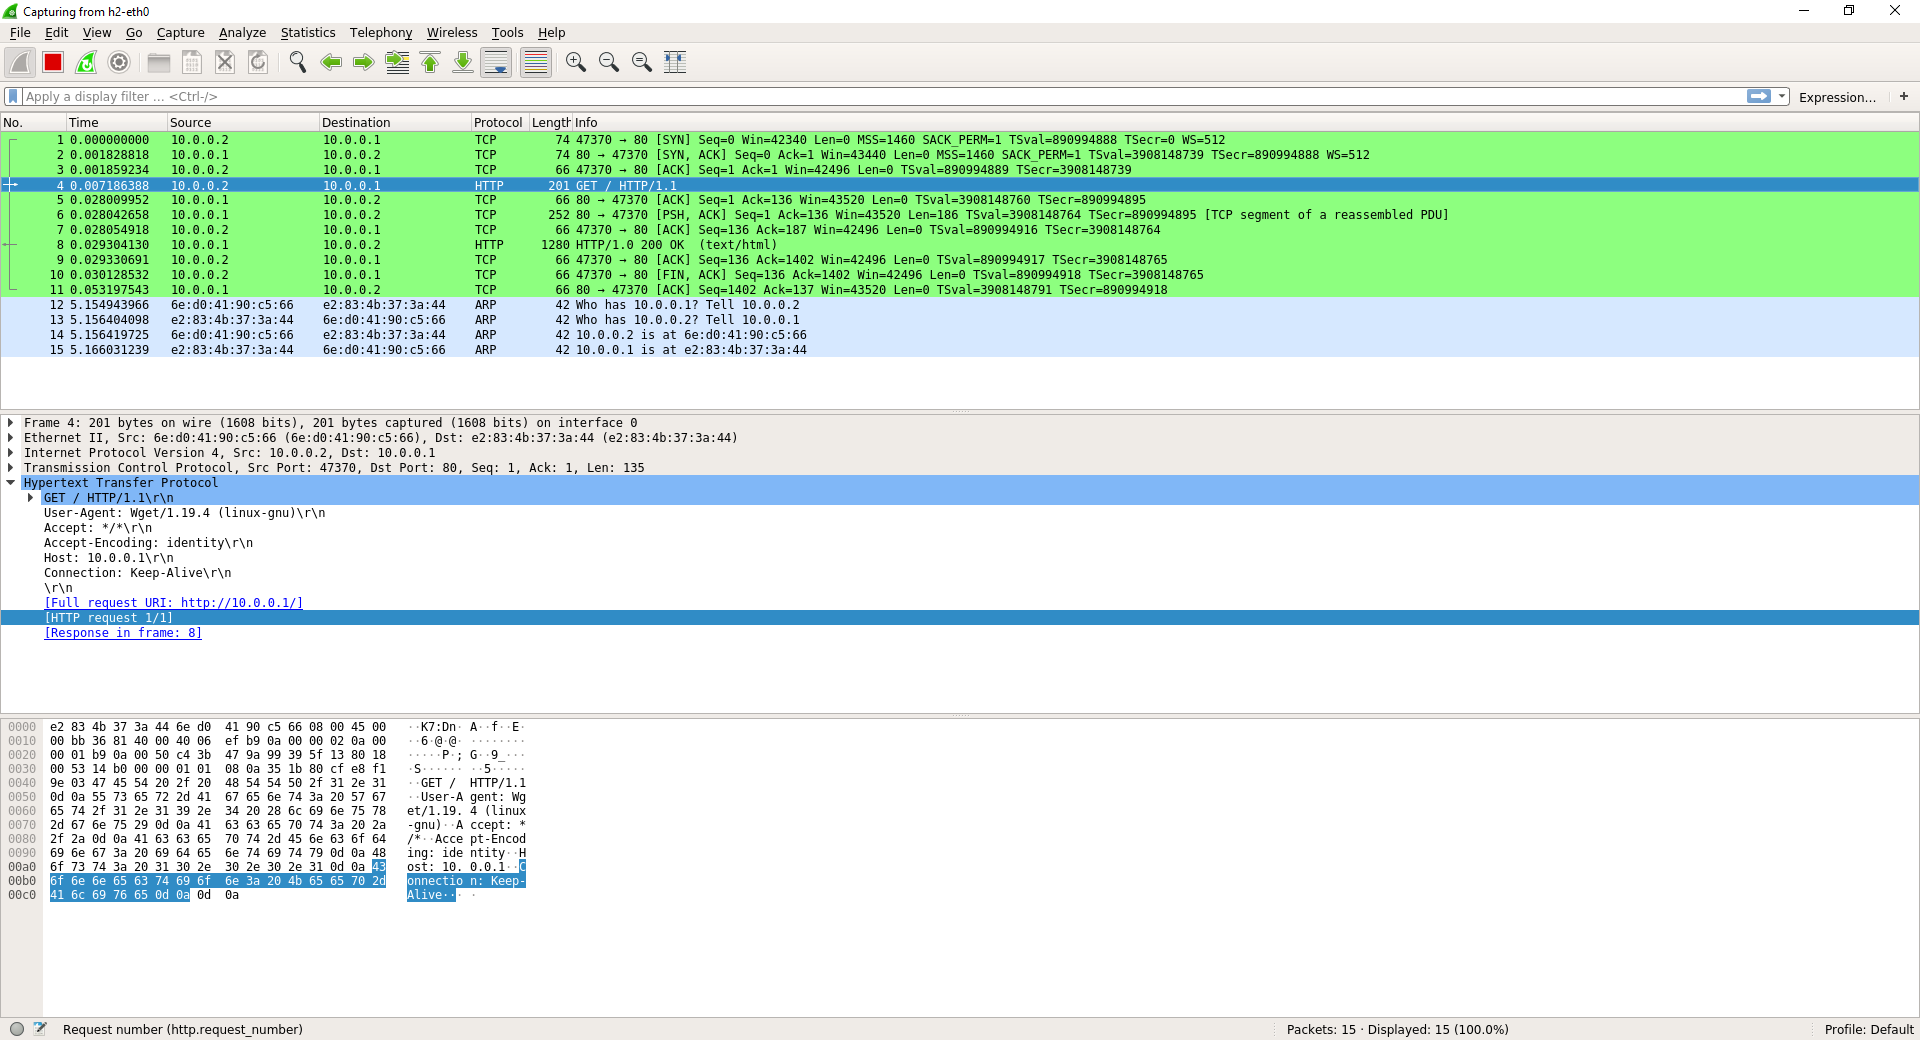 Capturing from h2-eth0
File Edit View Go Capture Analyze Statistics Telephony Wireless Tools Help
Apply a display filter ... <Ctrl-/> Expression... +
No. Time Source Destination Protocol Length Info
1 0.000000000 10.0.0.2 10.0.0.1 TCP 74 47370 → 80 [SYN] Seq=0 Win=42340 Len=0 MSS=1460 SACK_PERM=1 TSval=890994888 TSecr=0 WS=512
2 0.001828818 10.0.0.1 10.0.0.2 TCP 74 80 → 47370 [SYN, ACK] Seq=0 Ack=1 Win=43440 Len=0 MSS=1460 SACK_PERM=1 TSval=3908148739 TSecr=890994888 WS=512
3 0.001859234 10.0.0.2 10.0.0.1 TCP 66 47370 → 80 [ACK] Seq=1 Ack=1 Win=42496 Len=0 TSval=890994889 TSecr=3908148739
4 0.007186388 10.0.0.2 10.0.0.1 HTTP 201 GET / HTTP/1.1
5 0.028009952 10.0.0.1 10.0.0.2 TCP 66 80 → 47370 [ACK] Seq=1 Ack=136 Win=43520 Len=0 TSval=3908148760 TSecr=890994895
6 0.028042658 10.0.0.1 10.0.0.2 TCP 252 80 → 47370 [PSH, ACK] Seq=1 Ack=136 Win=43520 Len=186 TSval=3908148764 TSecr=890994895 [TCP segment of a reassembled PDU]
7 0.028054918 10.0.0.2 10.0.0.1 TCP 66 47370 → 80 [ACK] Seq=136 Ack=187 Win=42496 Len=0 TSval=890994916 TSecr=3908148764
8 0.029304130 10.0.0.1 10.0.0.2 HTTP 1280 HTTP/1.0 200 OK (text/html)
9 0.029330691 10.0.0.2 10.0.0.1 TCP 66 47370 → 80 [ACK] Seq=136 Ack=1402 Win=42496 Len=0 TSval=890994917 TSecr=3908148765
10 0.030128532 10.0.0.2 10.0.0.1 TCP 66 47370 → 80 [FIN, ACK] Seq=136 Ack=1402 Win=42496 Len=0 TSval=890994918 TSecr=3908148765
11 0.053197543 10.0.0.1 10.0.0.2 TCP 66 80 → 47370 [ACK] Seq=1402 Ack=137 Win=43520 Len=0 TSval=3908148791 TSecr=890994918
12 5.154943966 6e:d0:41:90:c5:66 e2:83:4b:37:3a:44 ARP 42 Who has 10.0.0.1? Tell 10.0.0.2
13 5.156404098 e2:83:4b:37:3a:44 6e:d0:41:90:c5:66 ARP 42 Who has 10.0.0.2? Tell 10.0.0.1
14 5.156419725 6e:d0:41:90:c5:66 e2:83:4b:37:3a:44 ARP 42 10.0.0.2 is at 6e:d0:41:90:c5:66
15 5.166031239 e2:83:4b:37:3a:44 6e:d0:41:90:c5:66 ARP 42 10.0.0.1 is at e2:83:4b:37:3a:44
Frame 4: 201 bytes on wire (1608 bits), 201 bytes captured (1608 bits) on interface 0
Ethernet II, Src: 6e:d0:41:90:c5:66 (6e:d0:41:90:c5:66), Dst: e2:83:4b:37:3a:44 (e2:83:4b:37:3a:44)
Internet Protocol Version 4, Src: 10.0.0.2, Dst: 10.0.0.1
Transmission Control Protocol, Src Port: 47370, Dst Port: 80, Seq: 1, Ack: 1, Len: 135
Hypertext Transfer Protocol
GET / HTTP/1.1\r\n
User-Agent: Wget/1.19.4 (linux-gnu)\r\n
Accept: */*\r\n
Accept-Encoding: identity\r\n
Host: 10.0.0.1\r\n
Connection: Keep-Alive\r\n
\r\n
[Full request URI: http://10.0.0.1/]
[HTTP request 1/1]
[Response in frame: 8]
0000 e2 83 4b 37 3a 44 6e d0 41 90 c5 66 08 00 45 00 ··K7:Dn· A··f··E·
0010 00 bb 36 81 40 00 40 06 ef b9 0a 00 00 02 0a 00 ··6·@·@· ········
0020 00 01 b9 0a 00 50 c4 3b 47 9a 99 39 5f 13 80 18 ·····P·; G··9_···
0030 00 53 14 b0 00 00 01 01 08 0a 35 1b 80 cf e8 f1 ·S······ ··5·····
0040 9e 03 47 45 54 20 2f 20 48 54 54 50 2f 31 2e 31 ··GET / HTTP/1.1
0050 0d 0a 55 73 65 72 2d 41 67 65 6e 74 3a 20 57 67 ··User-A gent: Wg
0060 65 74 2f 31 2e 31 39 2e 34 20 28 6c 69 6e 75 78 et/1.19. 4 (linux
0070 2d 67 6e 75 29 0d 0a 41 63 63 65 70 74 3a 20 2a -gnu)··A ccept: *
0080 2f 2a 0d 0a 41 63 63 65 70 74 2d 45 6e 63 6f 64 /*··Acce pt-Encod
0090 69 6e 67 3a 20 69 64 65 6e 74 69 74 79 0d 0a 48 ing: ide ntity··H
00a0 6f 73 74 3a 20 31 30 2e 30 2e 30 2e 31 0d 0a 43 ost: 10. 0.0.1··C
00b0 6f 6e 6e 65 63 74 69 6f 6e 3a 20 4b 65 65 70 2d onnectio n: Keep-
00c0 41 6c 69 76 65 0d 0a 0d 0a Alive··· ·
Request number (http.request_number) Packets: 15 · Displayed: 15 (100.0%) Profile: Default